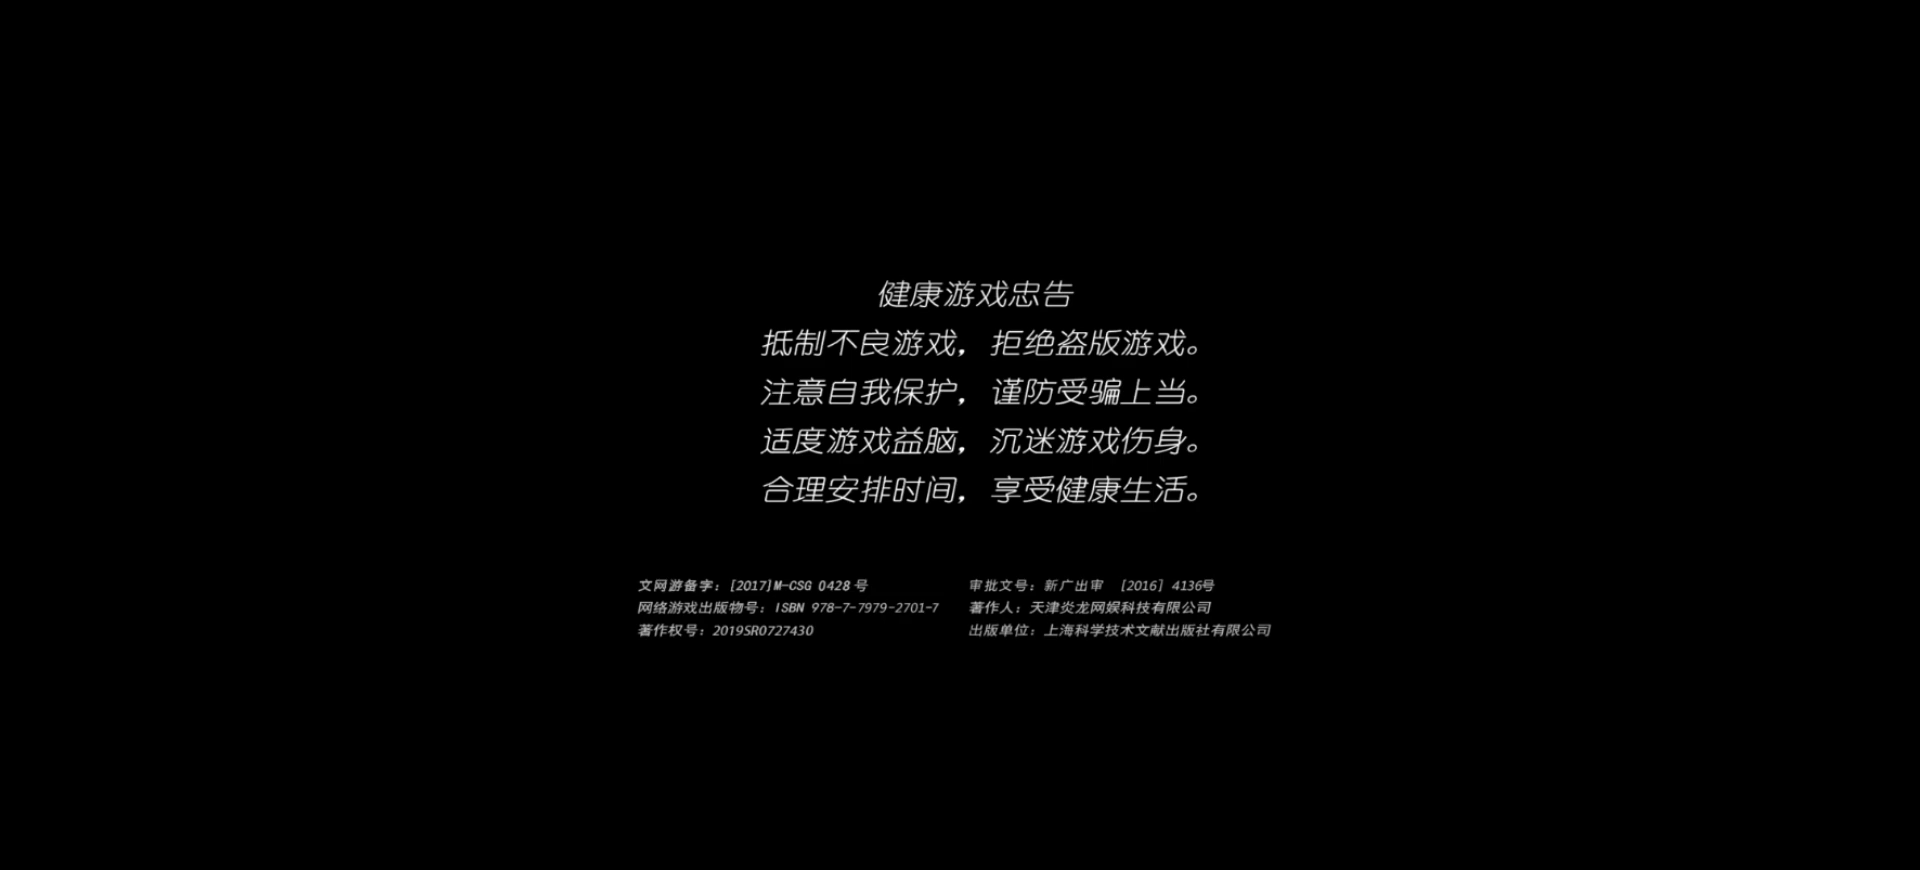 健康游戏忠告
抵制不良游戏，拒绝盗版游戏。
注意自我保护，谨防受骗上当。
适度游戏益脑，沉迷游戏伤身。
合理安排时间，享受健康生活。
文网游备字：[2017]M-CSG 0428 号
审批文号：新广出审 [2016] 4136号
网络游戏出版物号：ISBN 978-7-7979-2701-7
著作人：天津炎龙网娱科技有限公司
著作权号：2019SR0727430
出版单位：上海科学技术文献出版社有限公司